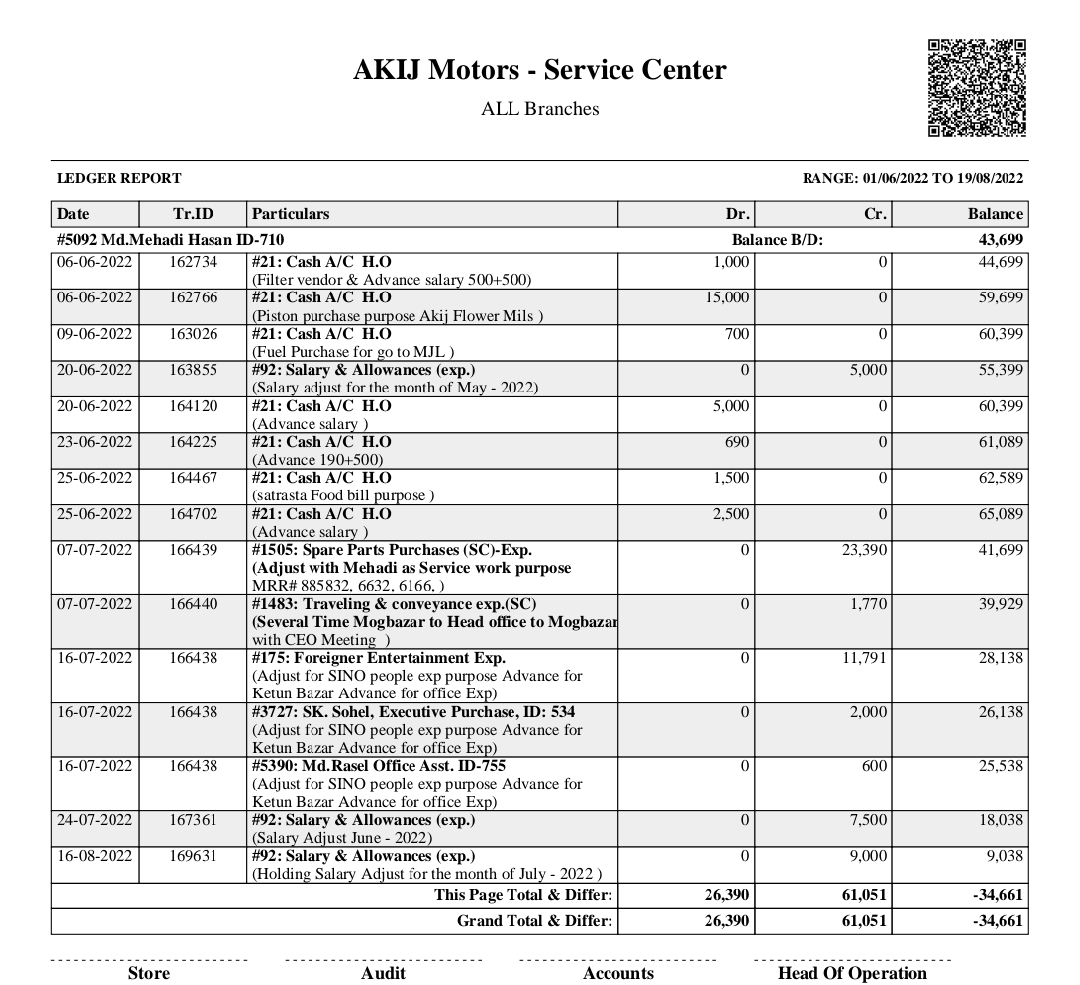 AKIJ Motors - Service Center
ALL Branches
LEDGER REPORT RANGE: 01/06/2022 TO 19/08/2022
Date Tr.ID Particulars Dr. Cr. Balance
#5092 Md.Mehadi Hasan ID-710 Balance B/D: 43,699
06-06-2022 162734 #21: Cash A/C H.O 1,000 0 44,699
(Filter vendor & Advance salary 500+500)
06-06-2022 162766 #21: Cash A/C H.O 15,000 0 59,699
(Piston purchase purpose Akij Flower Mils )
09-06-2022 163026 #21: Cash A/C H.O 700 0 60,399
(Fuel Purchase for go to MJL )
20-06-2022 163855 #92: Salary & Allowances (exp.) 0 5,000 55,399
(Salary adjust for the month of May - 2022)
20-06-2022 164120 #21: Cash A/C H.O 5,000 0 60,399
(Advance salary )
23-06-2022 164225 #21: Cash A/C H.O 690 0 61,089
(Advance 190+500)
25-06-2022 164467 #21: Cash A/C H.O 1,500 0 62,589
(satrasta Food bill purpose )
25-06-2022 164702 #21: Cash A/C H.O 2,500 0 65,089
(Advance salary )
07-07-2022 166439 #1505: Spare Parts Purchases (SC)-Exp. 0 23,390 41,699
(Adjust with Mehadi as Service work purpose
MRR# 885832, 6632, 6166, )
07-07-2022 166440 #1483: Traveling & conveyance exp.(SC) 0 1,770 39,929
(Several Time Mogbazar to Head office to Mogbazar
with CEO Meeting )
16-07-2022 166438 #175: Foreigner Entertainment Exp. 0 11,791 28,138
(Adjust for SINO people exp purpose Advance for
Ketun Bazar Advance for office Exp)
16-07-2022 166438 #3727: SK. Sohel, Executive Purchase, ID: 534 0 2,000 26,138
(Adjust for SINO people exp purpose Advance for
Ketun Bazar Advance for office Exp)
16-07-2022 166438 #5390: Md.Rasel Office Asst. ID-755 0 600 25,538
(Adjust for SINO people exp purpose Advance for
Ketun Bazar Advance for office Exp)
24-07-2022 167361 #92: Salary & Allowances (exp.) 0 7,500 18,038
(Salary Adjust June - 2022)
16-08-2022 169631 #92: Salary & Allowances (exp.) 0 9,000 9,038
(Holding Salary Adjust for the month of July - 2022 )
This Page Total & Differ: 26,390 61,051 -34,661
Grand Total & Differ: 26,390 61,051 -34,661
Store Audit Accounts Head Of Operation